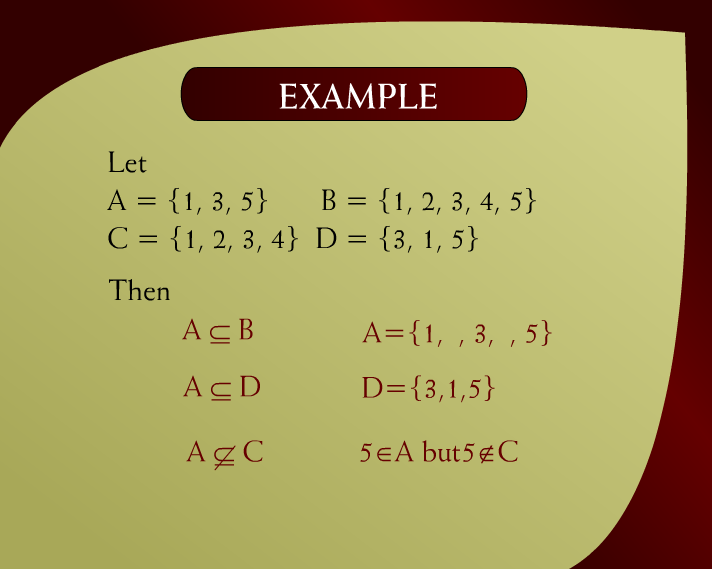 EXAMPLE
Let
A = {1, 3, 5} B = {1, 2, 3, 4, 5}
C = {1, 2, 3, 4} D = {3, 1, 5}
Then
A ⊆ B A={1, , 3, , 5}
A ⊆ D D={3,1,5}
A ⊈ C 5∈A but5∉C